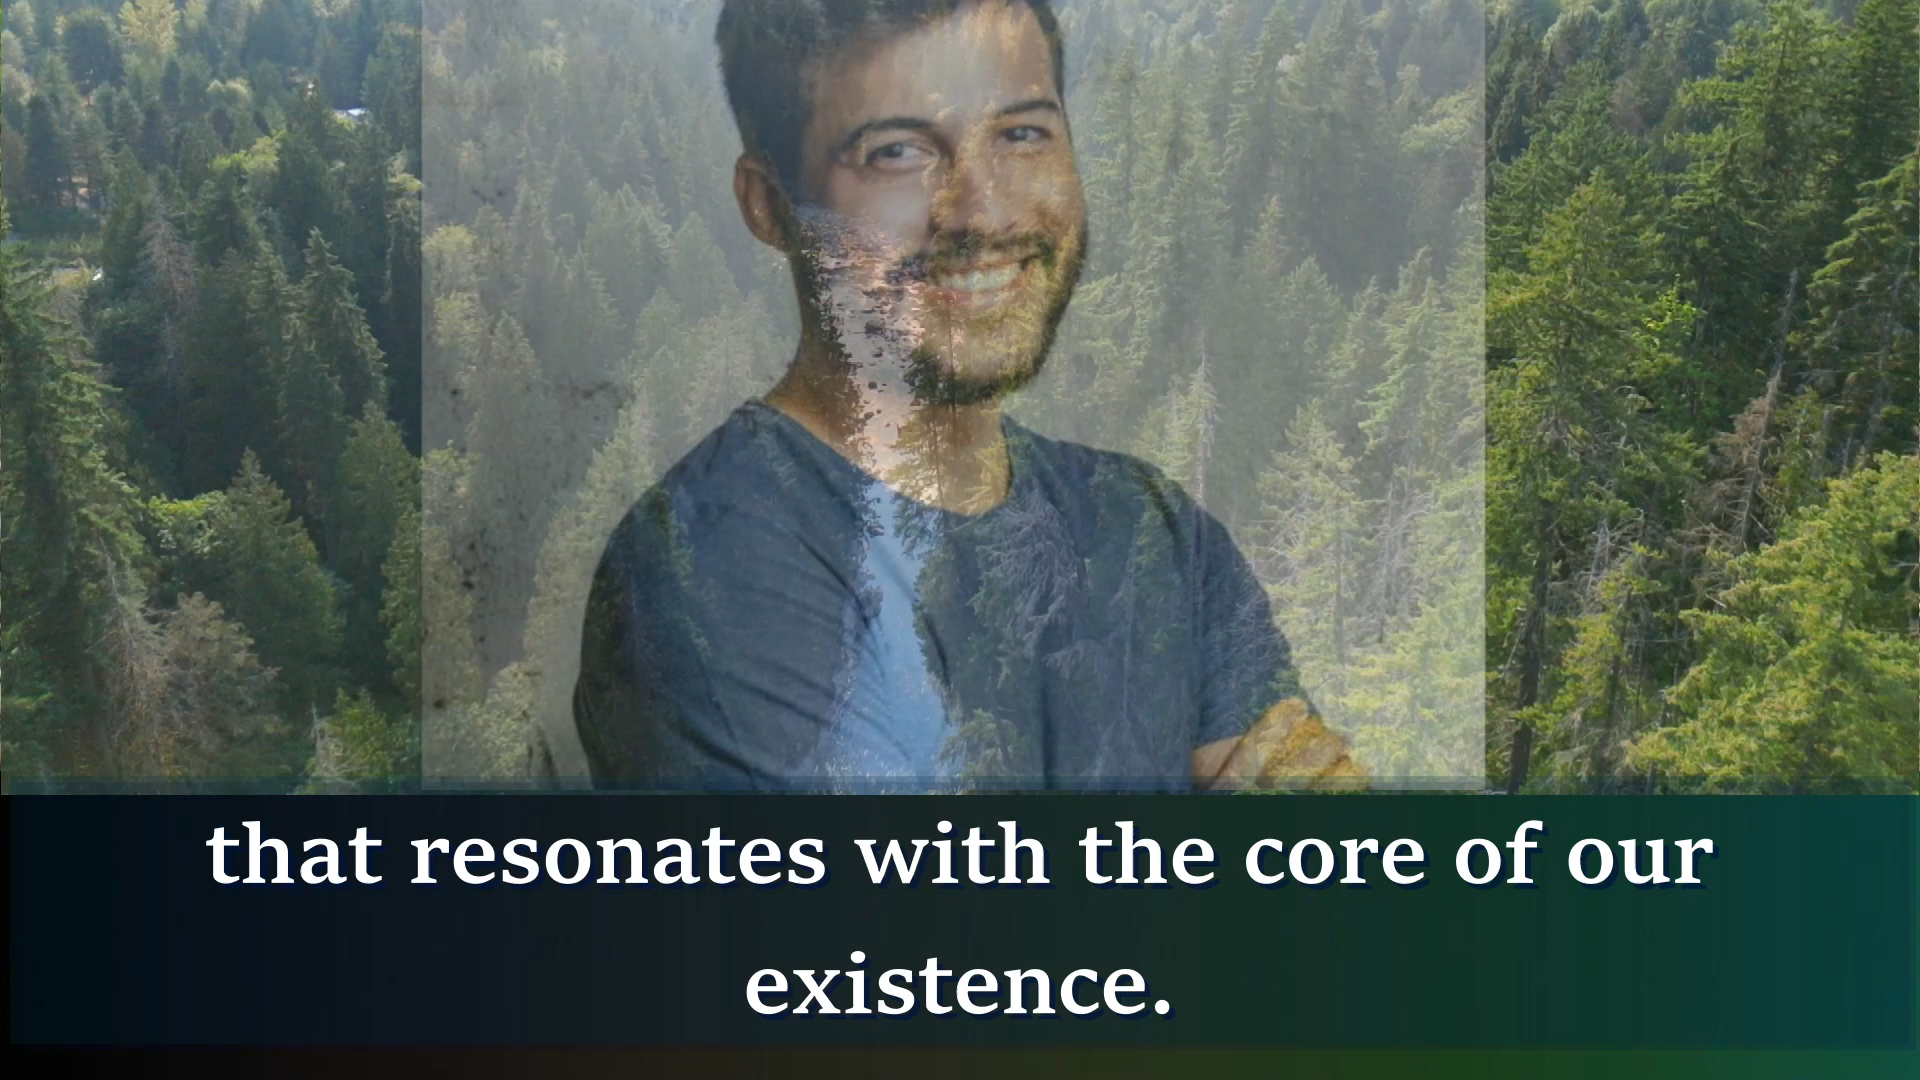 that resonates with the core of our
existence.